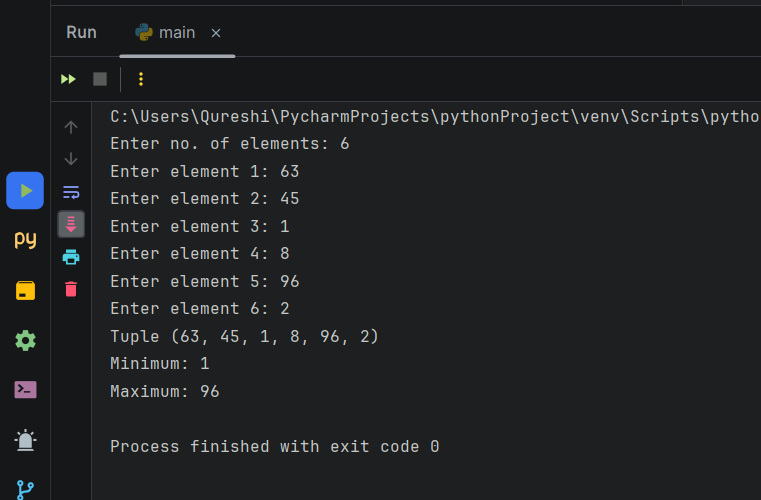 Run
main
C:\Users\Qureshi\PycharmProjects\pythonProject\venv\Scripts\pytho
Enter no. of elements: 6
Enter element 1: 63
Enter element 2: 45
Enter element 3: 1
Enter element 4: 8
Enter element 5: 96
Enter element 6: 2
Tuple (63, 45, 1, 8, 96, 2)
Minimum: 1
Maximum: 96
Process finished with exit code 0
py